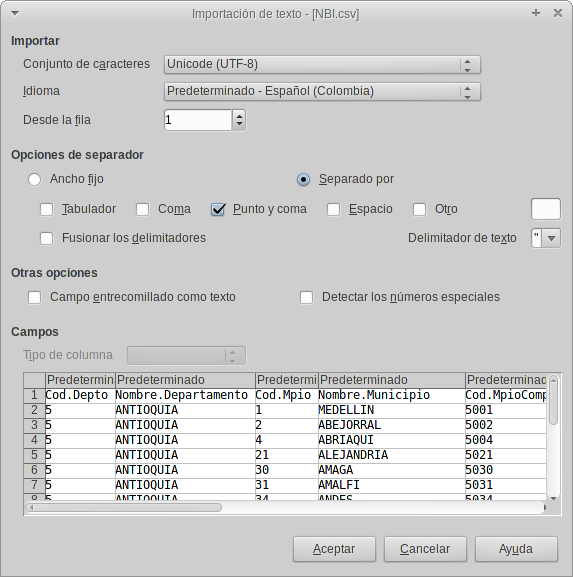 Importación de texto - [NBI.csv]
Importar
Conjunto de caracteres Unicode (UTF-8)
Idioma Predeterminado - Español (Colombia)
Desde la fila 1
Opciones de separador
Ancho fijo Separado por
Tabulador Coma Punto y coma Espacio Otro
Fusionar los delimitadores Delimitador de texto "
Otras opciones
Campo entrecomillado como texto Detectar los números especiales
Campos
Tipo de columna
Predetermin Predeterminado Predetermin Predeterminado Predeterminad
1 Cod.Depto Nombre.Departamento Cod.Mpio Nombre.Municipio Cod.MpioComp
2 5 ANTIOQUIA 1 MEDELLIN 5001
3 5 ANTIOQUIA 2 ABEJORRAL 5002
4 5 ANTIOQUIA 4 ABRIAQUI 5004
5 5 ANTIOQUIA 21 ALEJANDRIA 5021
6 5 ANTIOQUIA 30 AMAGA 5030
7 5 ANTIOQUIA 31 AMALFI 5031
8 5 ANTIOQUIA 34 ANDES 5034
Aceptar Cancelar Ayuda